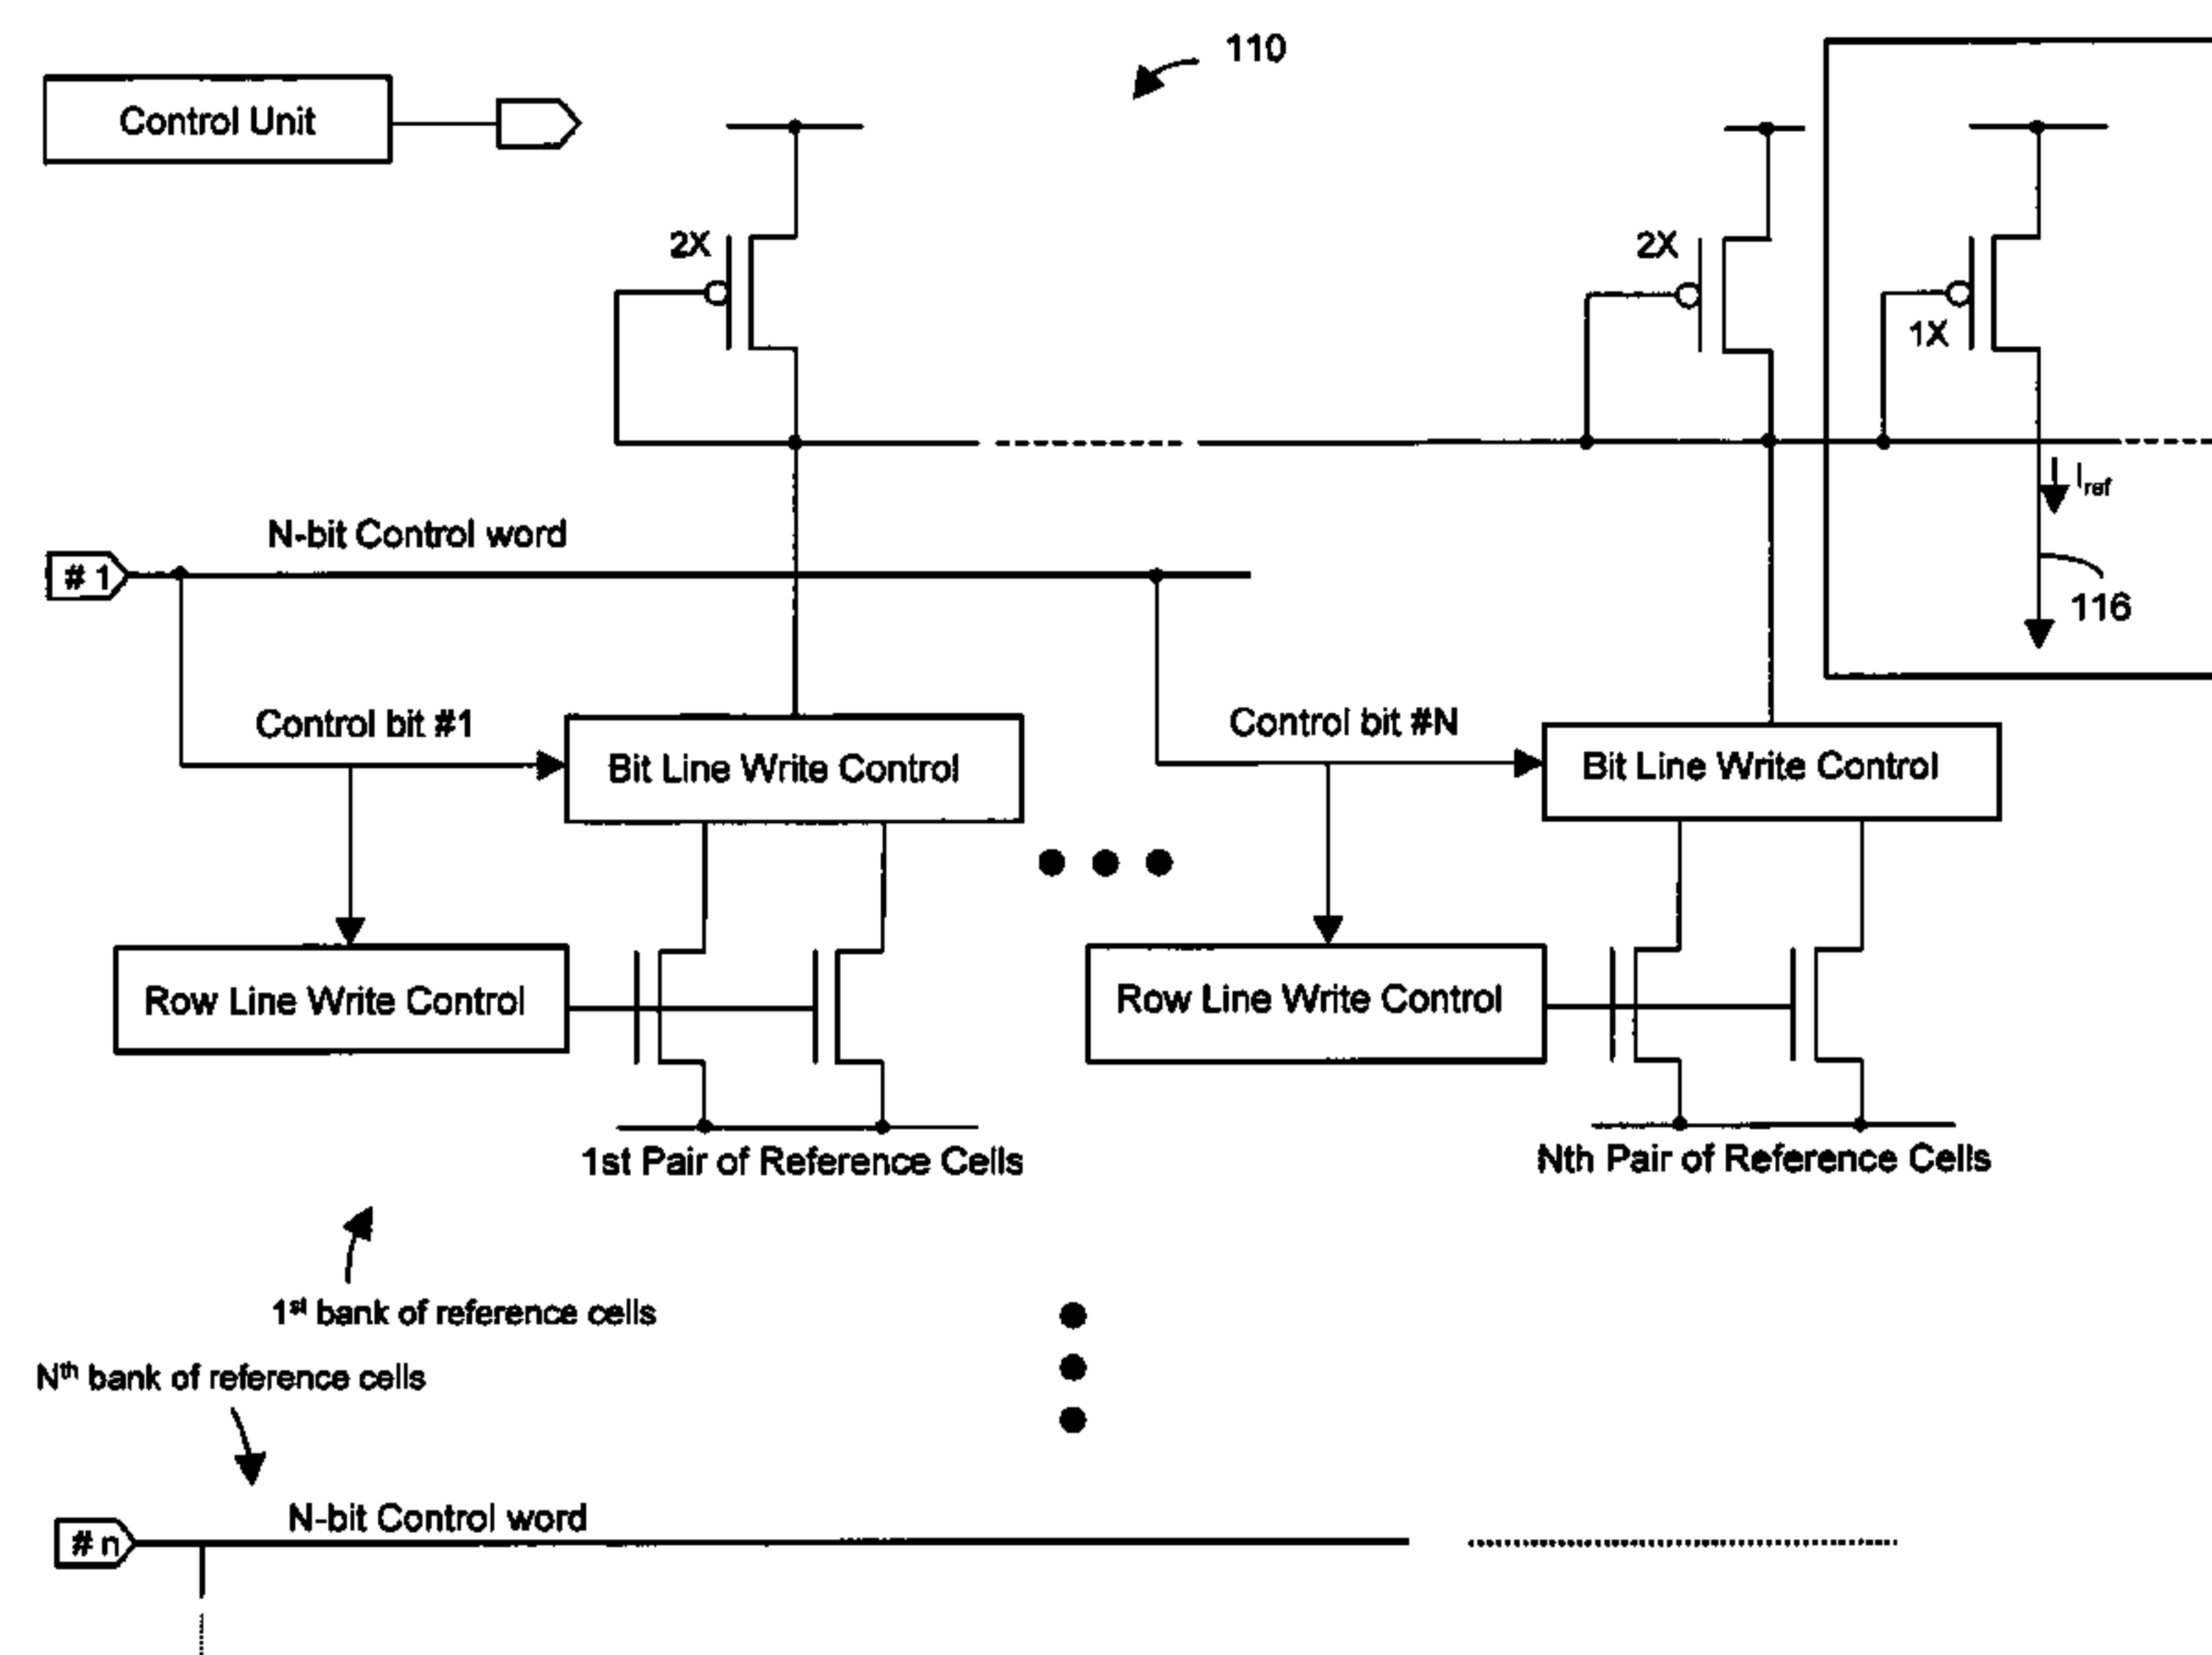 110
Control Unit
2X
2X
1X
Iref
N-bit Control word
# 1
116
Control bit #1
Control bit #N
Bit Line Write Control
Bit Line Write Control
Row Line Write Control
Row Line Write Control
1st Pair of Reference Cells
Nth Pair of Reference Cells
1st bank of reference cells
Nth bank of reference cells
N-bit Control word
# n